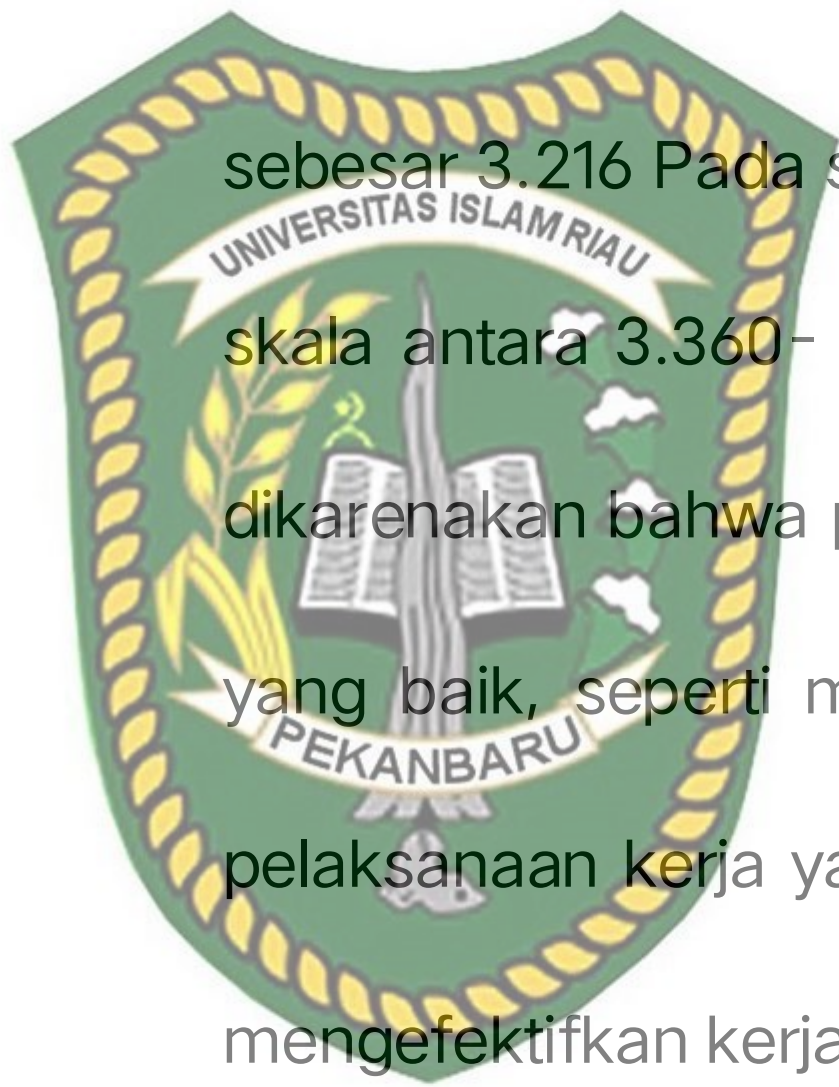 sebesar 3.216 Pada
UNIVERSITAS ISLAM RIAU
skala antara 3.360-
dikarenakan bahwa
yang baik, seperti
PEKANBARU
pelaksanaan kerja
mengefektifkan kerja